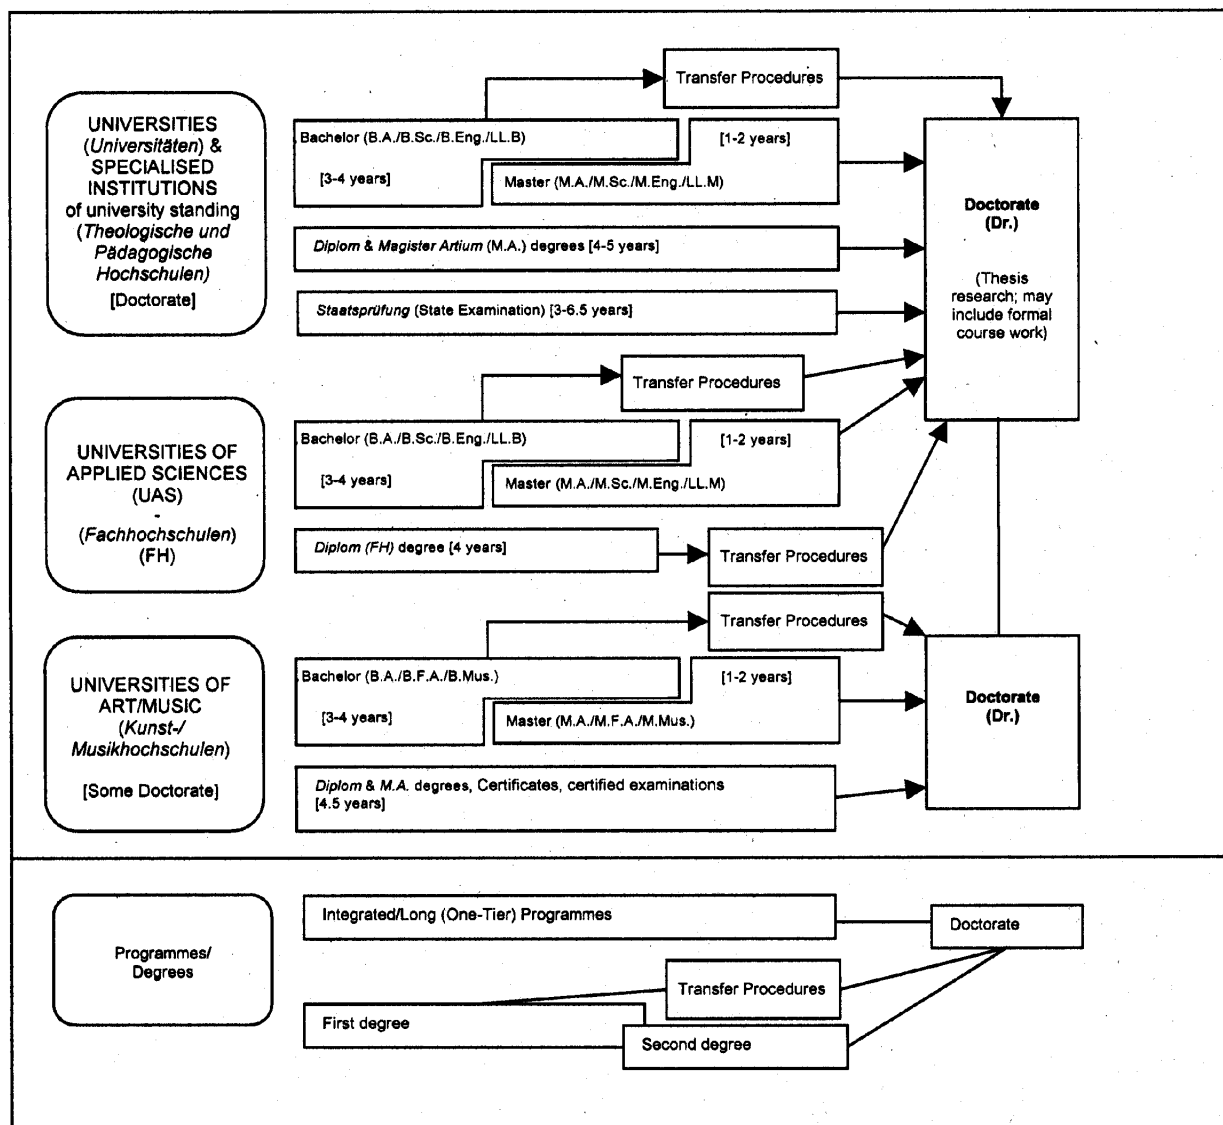 Transfer Procedures
UNIVERSITIES
(Universitäten) &
SPECIALISED
INSTITUTIONS
of university standing
(Theologische und
Pädagogische
Hochschulen)
[Doctorate]
Bachelor (B.A./B.Sc./B.Eng./LL.B)
[3-4 years]
[1-2 years]
Master (M.A./M.Sc./M.Eng./LL.M)
Diplom & Magister Artium (M.A.) degrees [4-5 years]
Staatsprüfung (State Examination) [3-6.5 years]
Doctorate
(Dr.)
(Thesis
research; may
include formal
course work)
Transfer Procedures
UNIVERSITIES OF
APPLIED SCIENCES
(UAS)
-
(Fachhochschulen)
(FH)
Bachelor (B.A./B.Sc./B.Eng./LL.B)
[3-4 years]
[1-2 years]
Master (M.A./M.Sc./M.Eng./LL.M)
Diplom (FH) degree [4 years]
Transfer Procedures
Transfer Procedures
UNIVERSITIES OF
ART/MUSIC
(Kunst-/
Musikhochschulen)
[Some Doctorate]
Bachelor (B.A./B.F.A./B.Mus.)
[3-4 years]
[1-2 years]
Master (M.A./M.F.A./M.Mus.)
Diplom & M.A. degrees, Certificates, certified examinations
[4.5 years]
Doctorate
(Dr.)
Programmes/
Degrees
Integrated/Long (One-Tier) Programmes
Doctorate
Transfer Procedures
First degree
Second degree